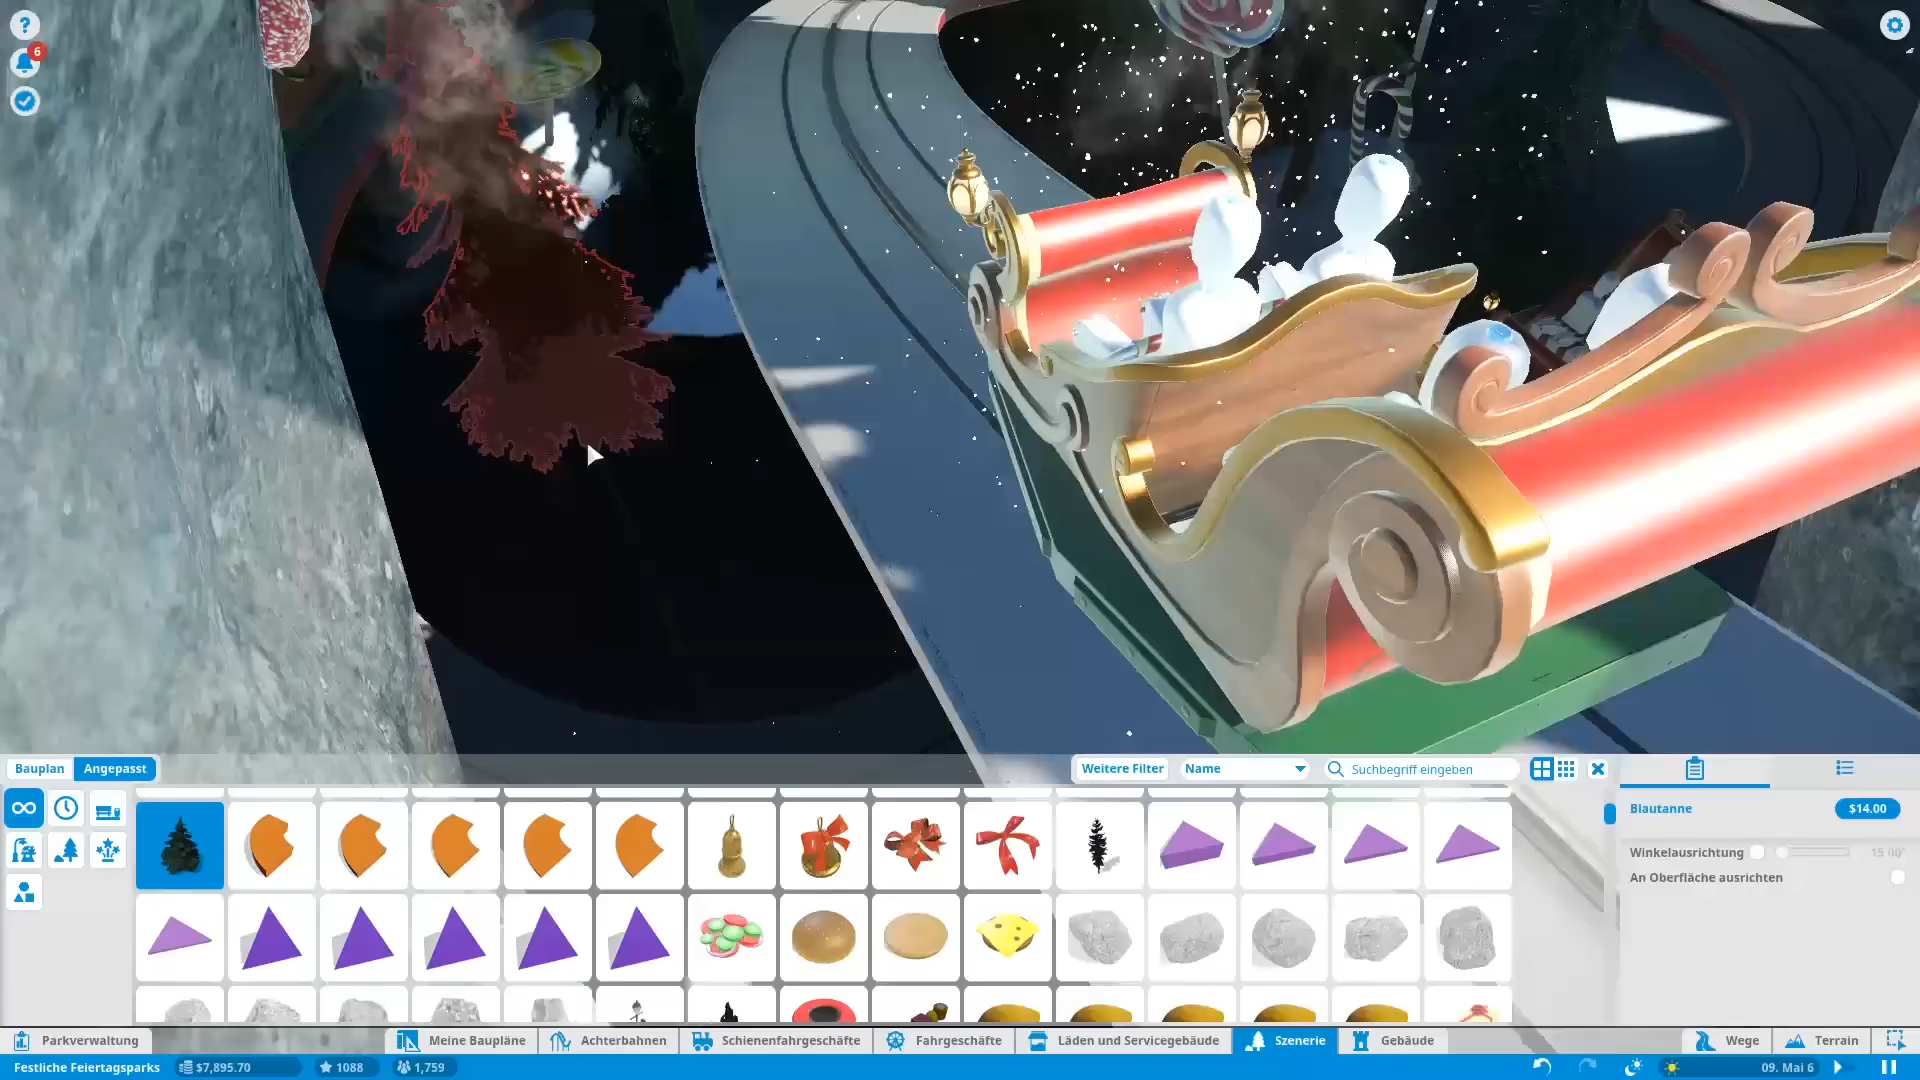 6
Bauplan
Angepasst
Weitere Filter
Name
Suchbegriff eingeben
Blautanne
$14.00
Winkelausrichtung
15.00°
An Oberfläche ausrichten
Parkverwaltung
Meine Baupläne
Achterbahnen
Schienenfahrgeschäfte
Fahrgeschäfte
Läden und Servicegebäude
Szenerie
Gebäude
Wege
Terrain
Festliche Feiertagsparks
$7,895.70
1088
1,759
09. Mai 6